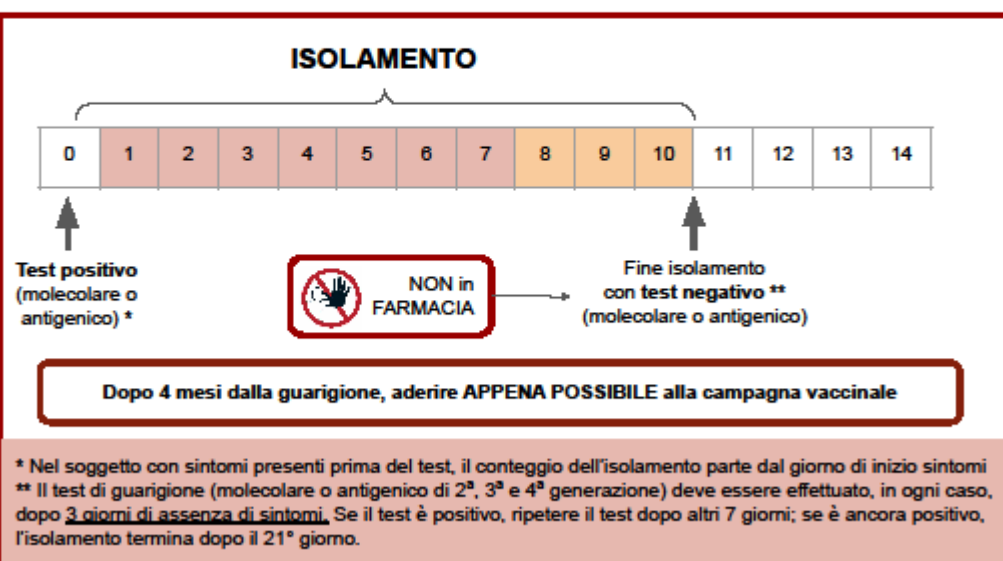 ISOLAMENTO
0 1 2 3 4 5 6 7 8 9 10 11 12 13 14
Test positivo
(molecolare o
antigenico) *
NON in
FARMACIA
Fine isolamento
con test negativo **
(molecolare o antigenico)
Dopo 4 mesi dalla guarigione, aderire APPENA POSSIBILE alla campagna vaccinale
* Nel soggetto con sintomi presenti prima del test, il conteggio dell'isolamento parte dal giorno di inizio sintomi
** Il test di guarigione (molecolare o antigenico di 2ª, 3ª e 4ª generazione) deve essere effettuato, in ogni caso,
dopo 3 giorni di assenza di sintomi. Se il test è positivo, ripetere il test dopo altri 7 giorni; se è ancora positivo,
l'isolamento termina dopo il 21° giorno.